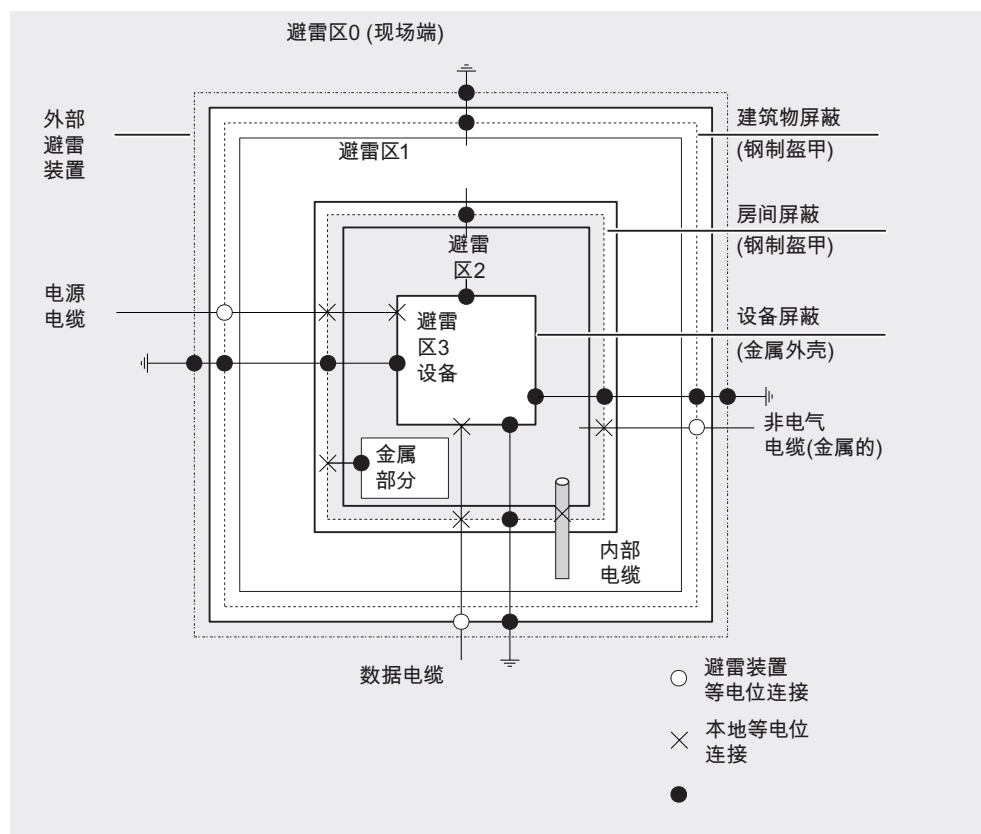 避雷区0 (现场端)
外部
避雷
装置
建筑物屏蔽
(钢制盔甲)
避雷区1
房间屏蔽
(钢制盔甲)
避雷
区2
电源
电缆
避雷
区3
设备
设备屏蔽
(金属外壳)
非电气
电缆(金属的)
金属
部分
内部
电缆
数据电缆
避雷装置
等电位连接
本地等电位
连接